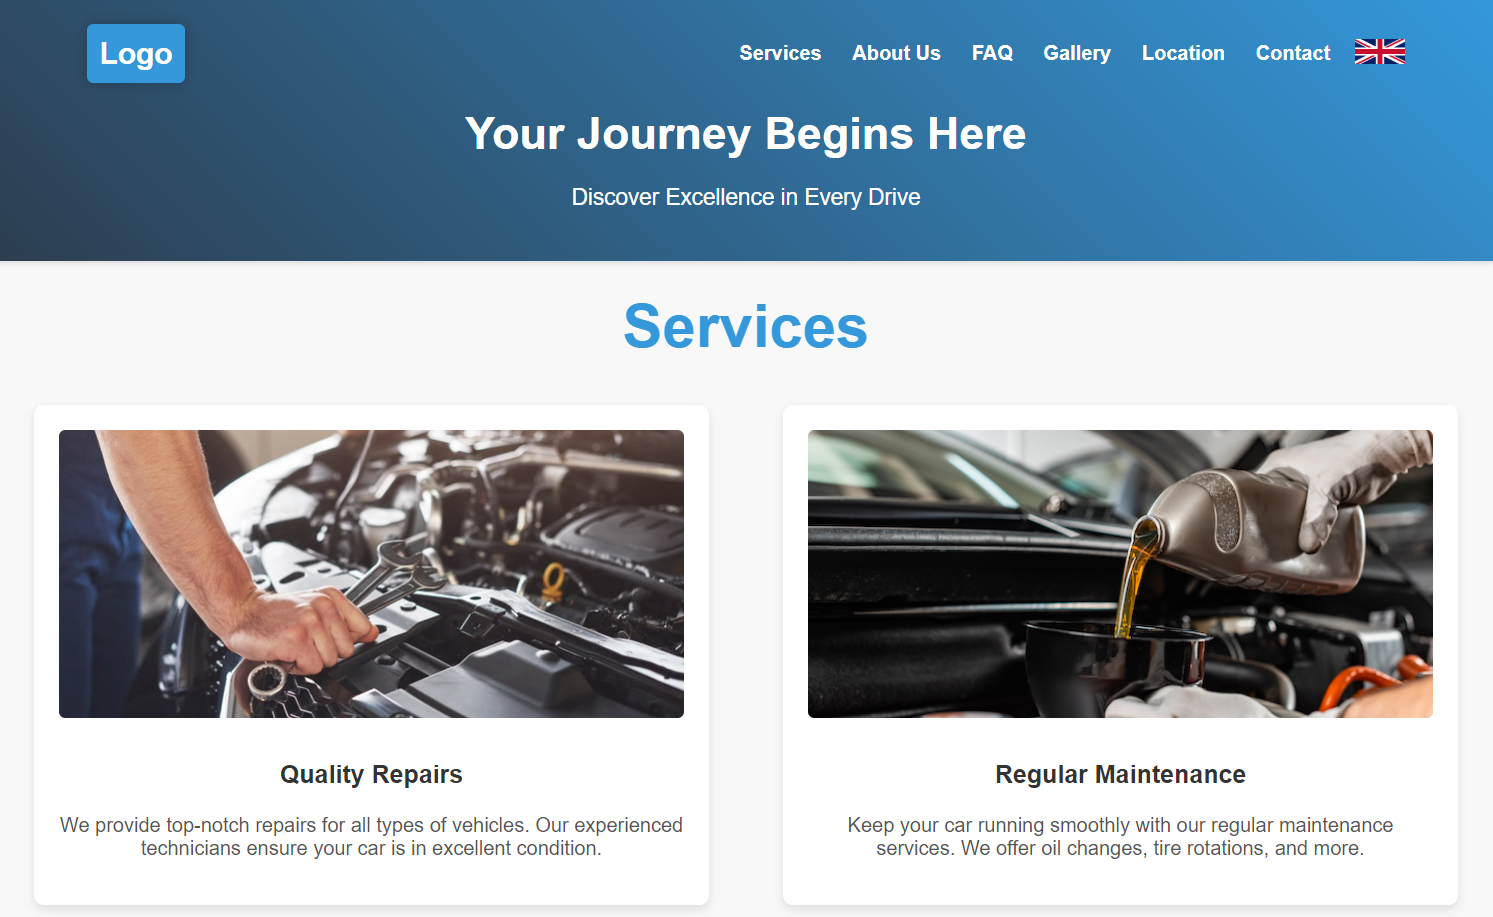 Logo
Services About Us FAQ Gallery Location Contact
Your Journey Begins Here
Discover Excellence in Every Drive
Services
Quality Repairs
We provide top-notch repairs for all types of vehicles. Our experienced
technicians ensure your car is in excellent condition.
Regular Maintenance
Keep your car running smoothly with our regular maintenance
services. We offer oil changes, tire rotations, and more.